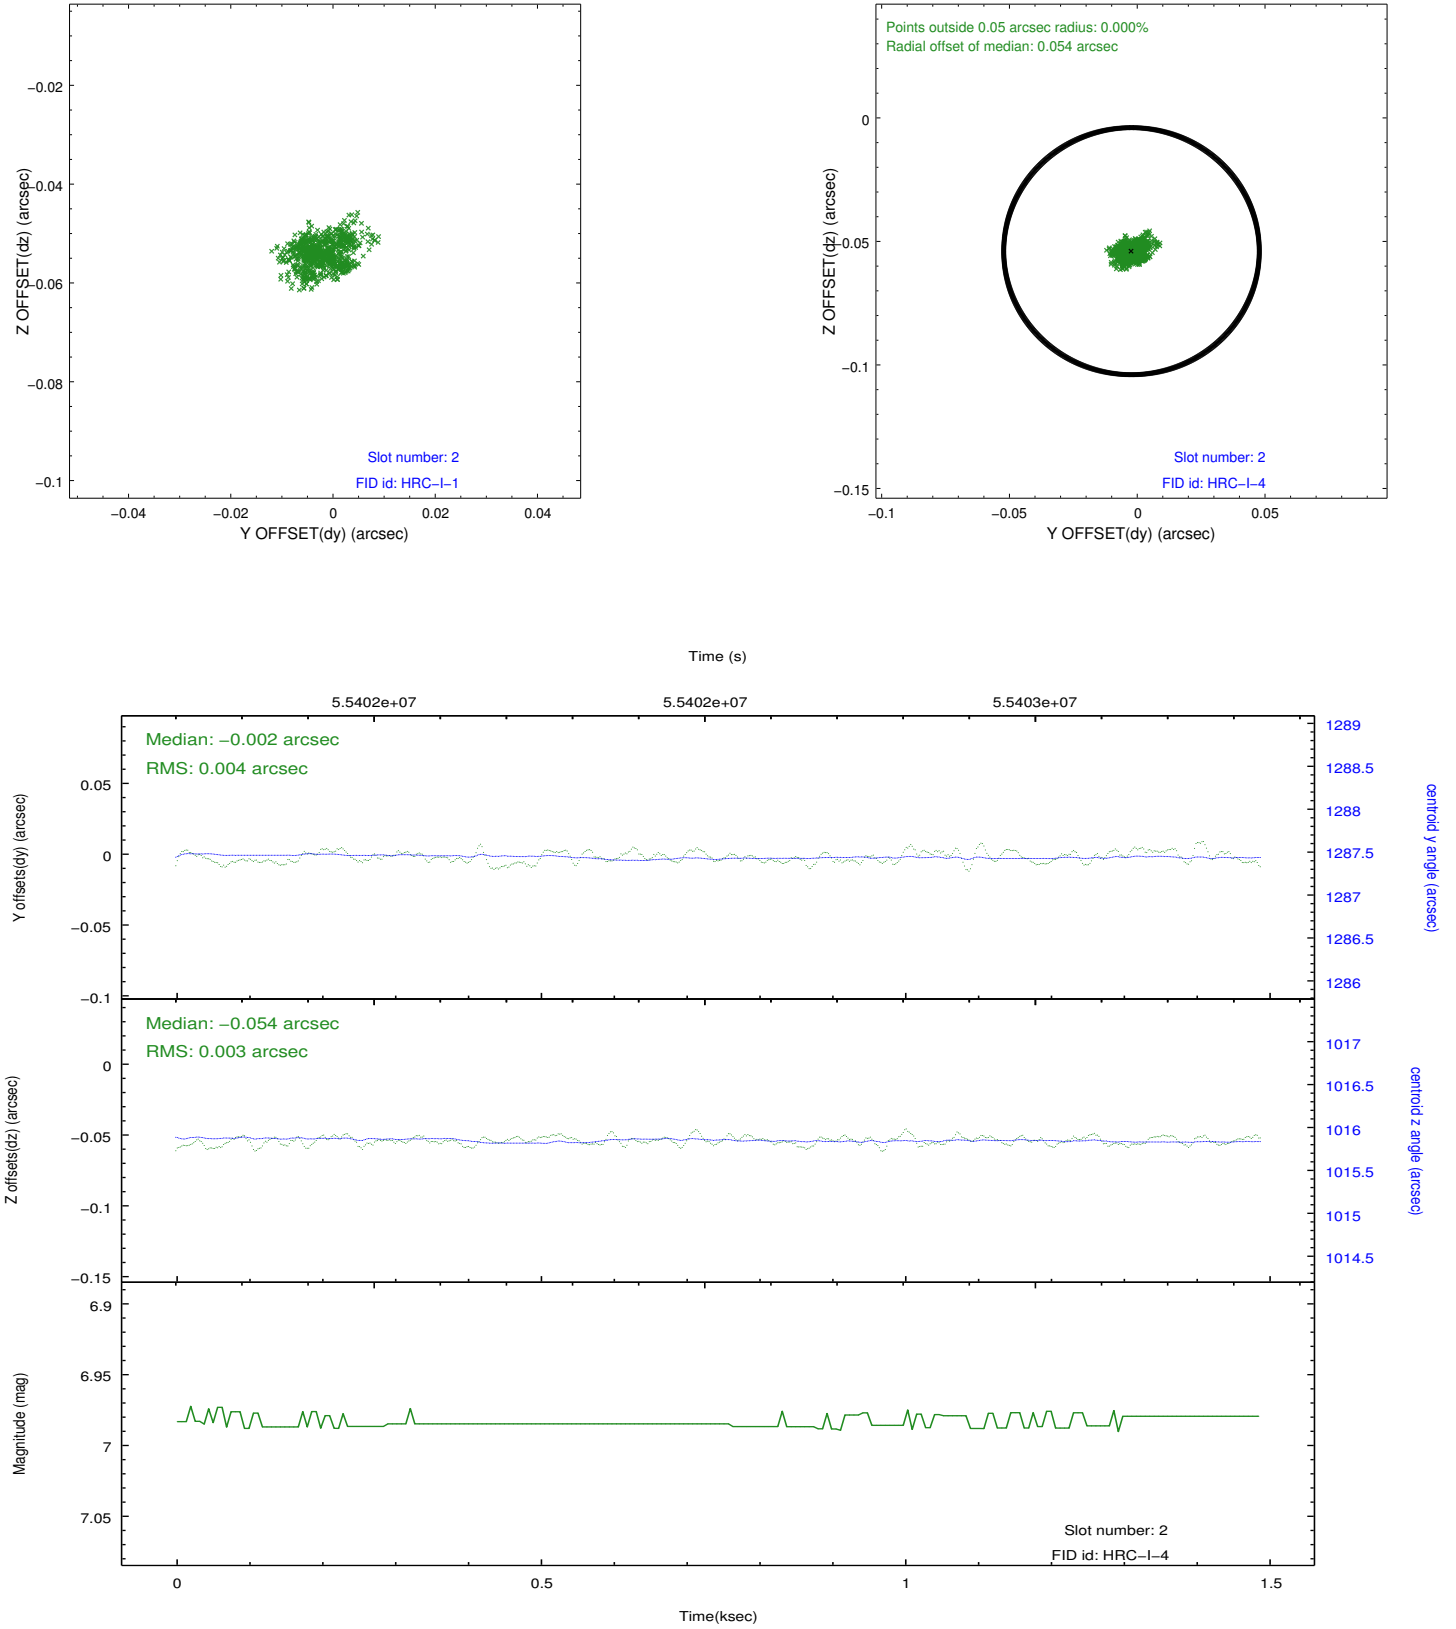 −0.02
−0.04
−0.06
−0.08
−0.1
Z OFFSET(dz) (arcsec)
Slot number: 2
FID id: HRC−I−1
−0.04
−0.02
0
0.02
0.04
Y OFFSET(dy) (arcsec)
Points outside 0.05 arcsec radius: 0.000%
Radial offset of median: 0.054 arcsec
0
−0.05
−0.1
−0.15
Z OFFSET(dz) (arcsec)
Slot number: 2
FID id: HRC−I−4
−0.1
−0.05
0
0.05
Y OFFSET(dy) (arcsec)
Time (s)
5.5402e+07
5.5402e+07
5.5403e+07
Median: −0.002 arcsec
RMS: 0.004 arcsec
0.05
0
−0.05
−0.1
Y offsets(dy) (arcsec)
1289
1288.5
1288
1287.5
1287
1286.5
1286
centroid y angle (arcsec)
Median: −0.054 arcsec
RMS: 0.003 arcsec
0
−0.05
−0.1
−0.15
Z offsets(dz) (arcsec)
1017
1016.5
1016
1015.5
1015
1014.5
centroid z angle (arcsec)
6.9
6.95
7
7.05
Magnitude (mag)
Slot number: 2
FID id: HRC−I−4
0
0.5
1
1.5
Time(ksec)